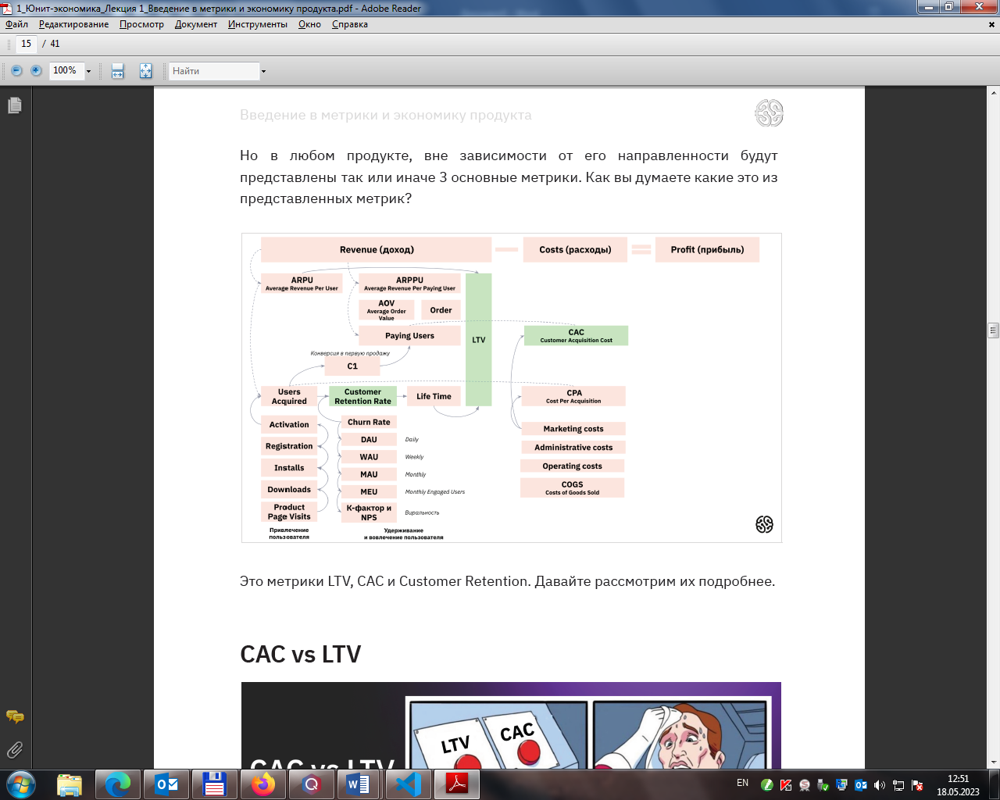 1_Юнит-экономика_Лекция 1_Введение в метрики и экономику продукта.pdf - Adobe Reader
Файл Редактирование Просмотр Документ Инструменты Окно Справка
15 / 41
100% Найти
Введение в метрики и экономику продукта
Но в любом продукте, вне зависимости от его направленности будут
представлены так или иначе 3 основные метрики. Как вы думаете какие это из
представленных метрик?
Revenue (доход) Costs (расходы) Profit (прибыль)
ARPU
Average Revenue Per User
ARPPU
Average Revenue Per Paying User
AOV
Average Order
Value
Order
Paying Users
LTV
CAC
Customer Acquisition Cost
Конверсия в первую продажу
C1
Users
Acquired
Customer
Retention Rate
Life Time
CPA
Cost Per Acquisition
Activation
Registration
Installs
Downloads
Product
Page Visits
Привлечение
пользователя
Churn Rate
DAU Daily
WAU Weekly
MAU Monthly
MEU Monthly Engaged Users
К-фактор и
NPS
Виральность
Удерживание
и вовлечение пользователя
Marketing costs
Administrative costs
Operating costs
COGS
Costs of Goods Sold
Это метрики LTV, CAC и Customer Retention. Давайте рассмотрим их подробнее.
CAC vs LTV
LTV CAC
CAC vs LTV
EN
12:51
18.05.2023